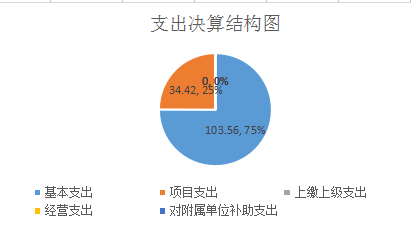 支出决算结构图
0, 0%
34.42, 25%
103.56, 75%
基本支出 项目支出 上缴上级支出
经营支出 对附属单位补助支出